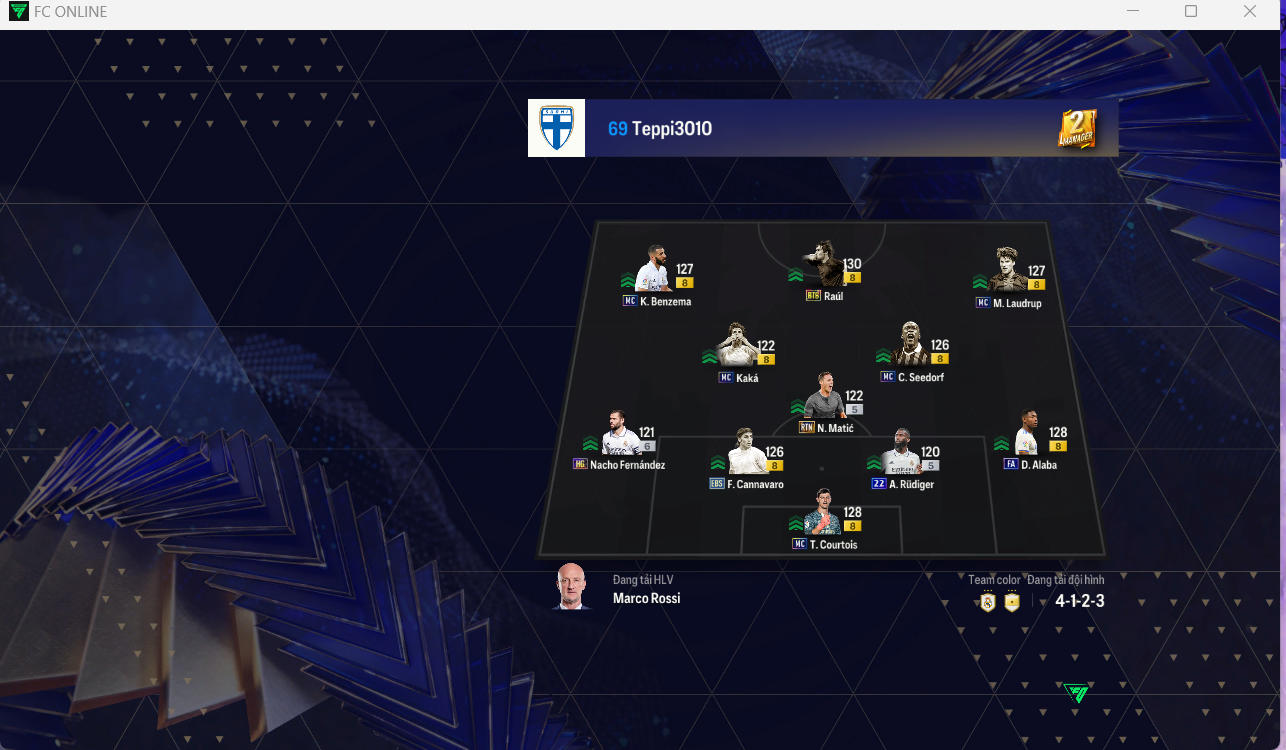 FC ONLINE
69 Teppi3010
2
MANAGER
127
8
MC K. Benzema
130
8
BTB Raúl
127
8
MC M. Laudrup
122
8
MC Kaká
126
8
MC C. Seedorf
122
5
RTN N. Matić
121
6
HG Nacho Fernández
126
8
EBS F. Cannavaro
120
5
22 A. Rüdiger
128
8
FA D. Alaba
128
8
MC T. Courtois
Đang tải HLV
Marco Rossi
Team color Đang tải đội hình
4-1-2-3